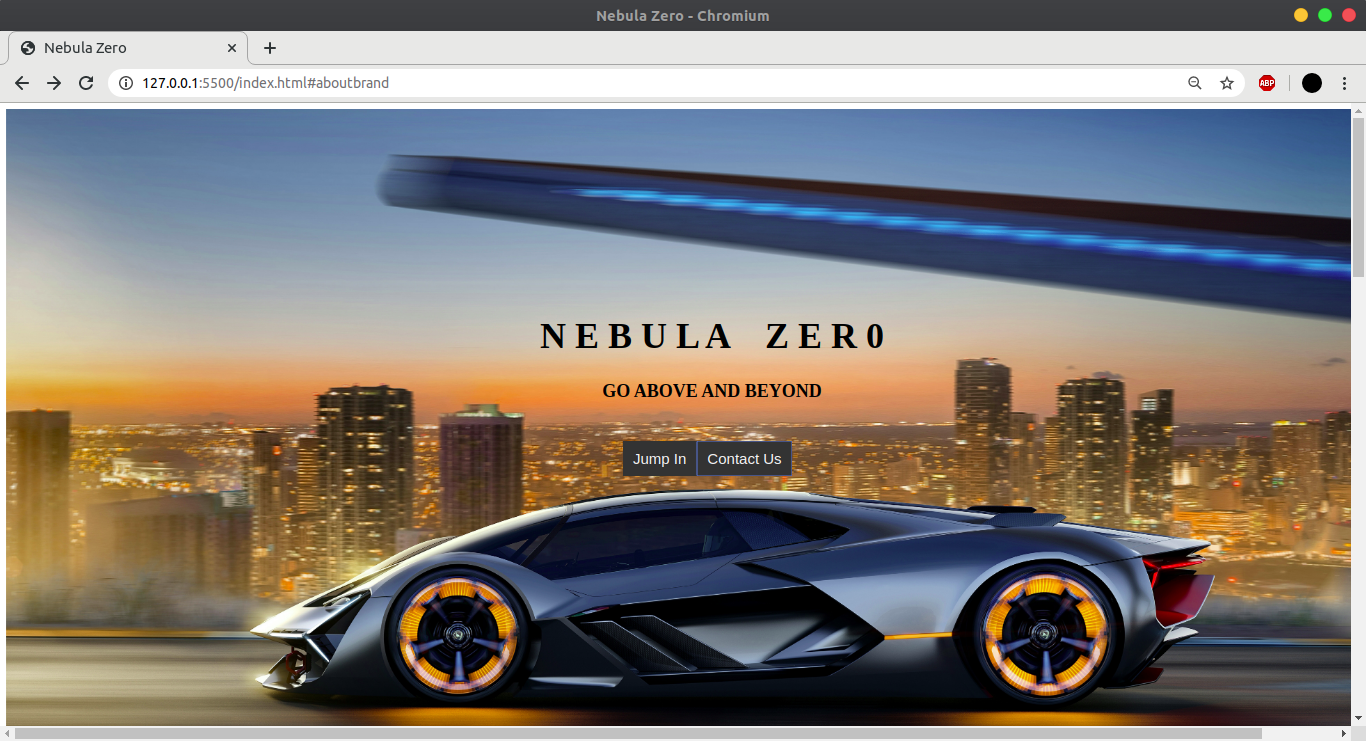 Nebula Zero - Chromium
Nebula Zero
127.0.0.1:5500/index.html#aboutbrand
ABP
NEBULA ZER0
GO ABOVE AND BEYOND
Jump In
Contact Us